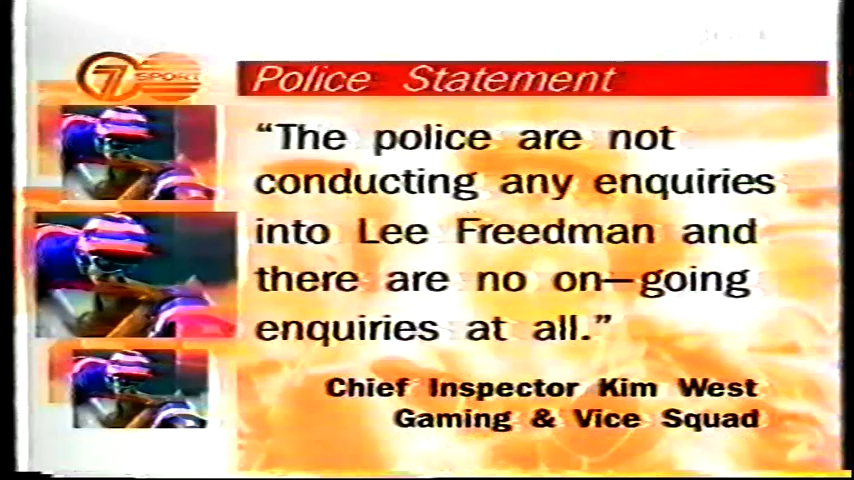 7 SPORT
Police Statement
“The police are not
conducting any enquiries
into Lee Freedman and
there are no on–going
enquiries at all.”
Chief Inspector Kim West
Gaming & Vice Squad